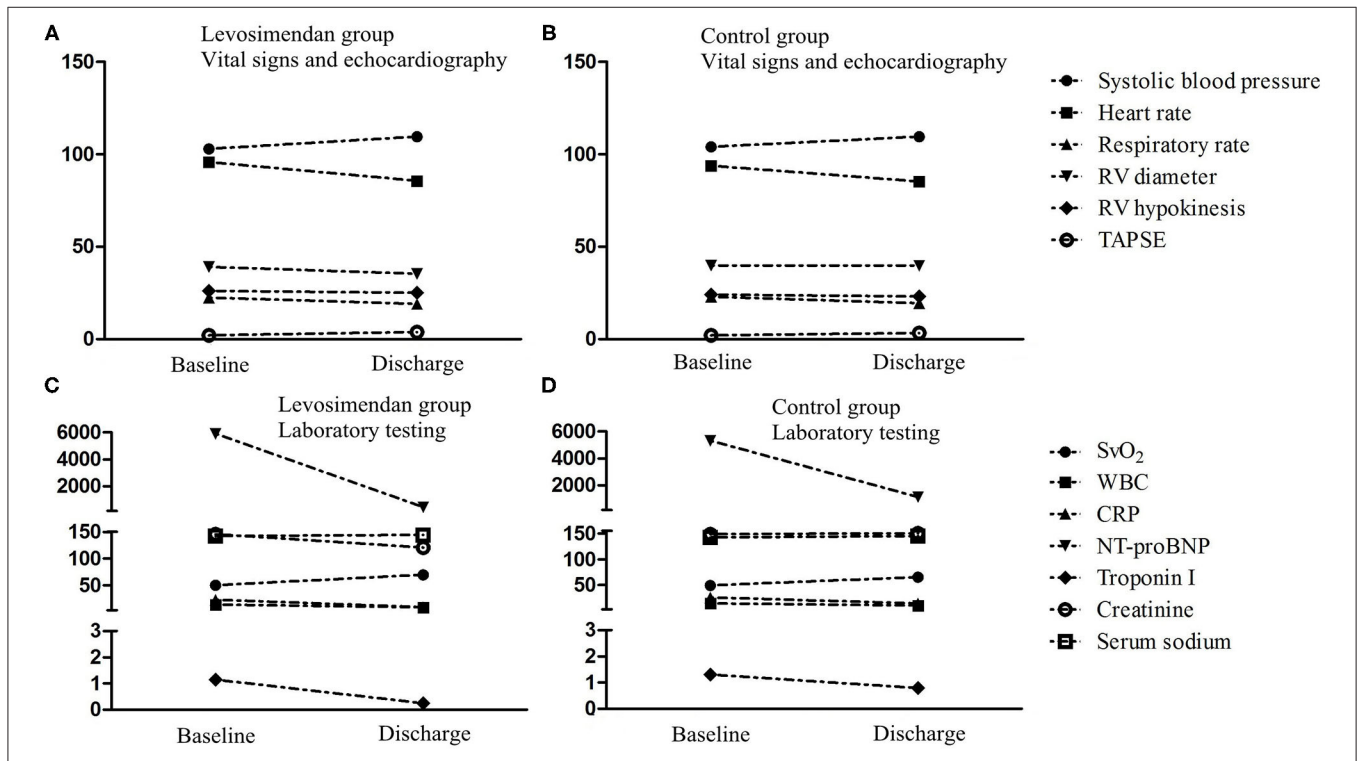 A
Levosimendan group
Vital signs and echocardiography
150
100
50
0
Baseline
Discharge
B
Control group
Vital signs and echocardiography
150
100
50
0
Baseline
Discharge
Systolic blood pressure
Heart rate
Respiratory rate
RV diameter
RV hypokinesis
TAPSE
C
Levosimendan group
Laboratory testing
6000
4000
2000
150
100
50
3
2
1
0
Baseline
Discharge
D
Control group
Laboratory testing
6000
4000
2000
150
100
50
3
2
1
0
Baseline
Discharge
SvO₂
WBC
CRP
NT-proBNP
Troponin I
Creatinine
Serum sodium